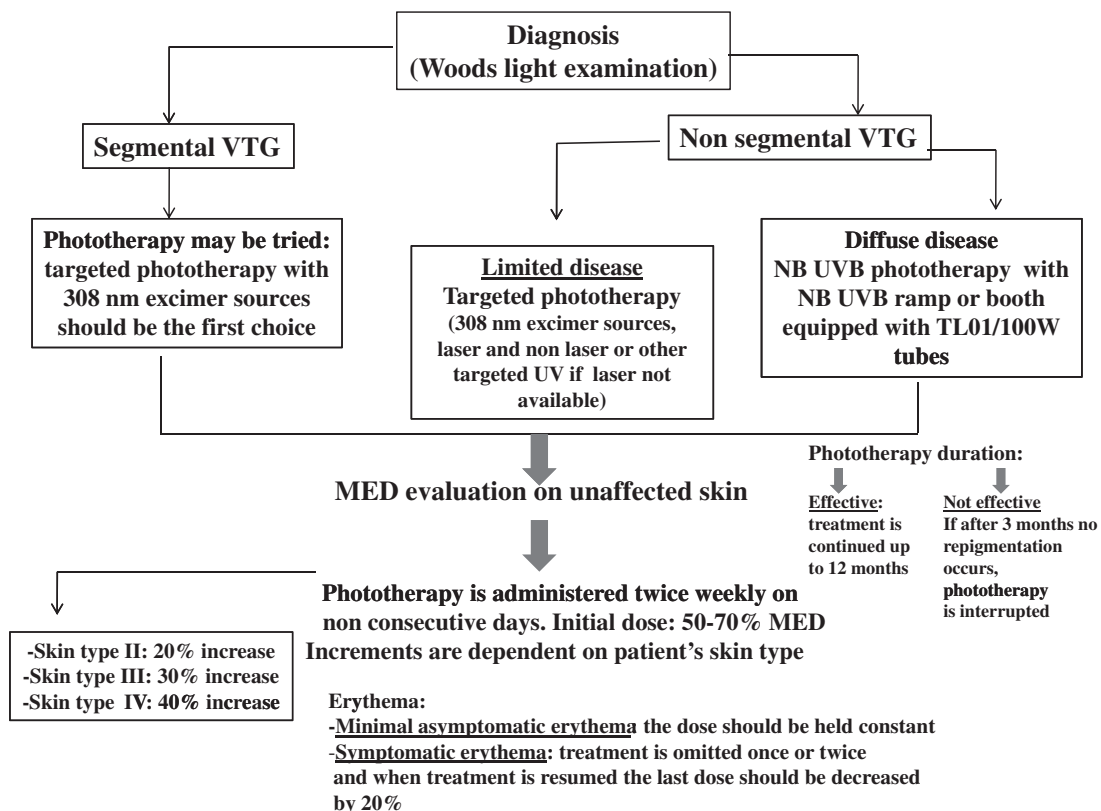 Diagnosis
(Woods light examination)
Segmental VTG
Non segmental VTG
Phototherapy may be tried:
targeted phototherapy with
308 nm excimer sources
should be the first choice
Limited disease
Targeted phototherapy
(308 nm excimer sources,
laser and non laser or other
targeted UV if laser not
available)
Diffuse disease
NB UVB phototherapy with
NB UVB ramp or booth
equipped with TL01/100W
tubes
MED evaluation on unaffected skin
Phototherapy duration:
Effective:
treatment is
continued up
to 12 months
Not effective
If after 3 months no
repigmentation
occurs,
phototherapy
is interrupted
Phototherapy is administered twice weekly on
non consecutive days. Initial dose: 50-70% MED
Increments are dependent on patient’s skin type
-Skin type II: 20% increase
-Skin type III: 30% increase
-Skin type IV: 40% increase
Erythema:
-Minimal asymptomatic erythema: the dose should be held constant
-Symptomatic erythema: treatment is omitted once or twice
and when treatment is resumed the last dose should be decreased
by 20%